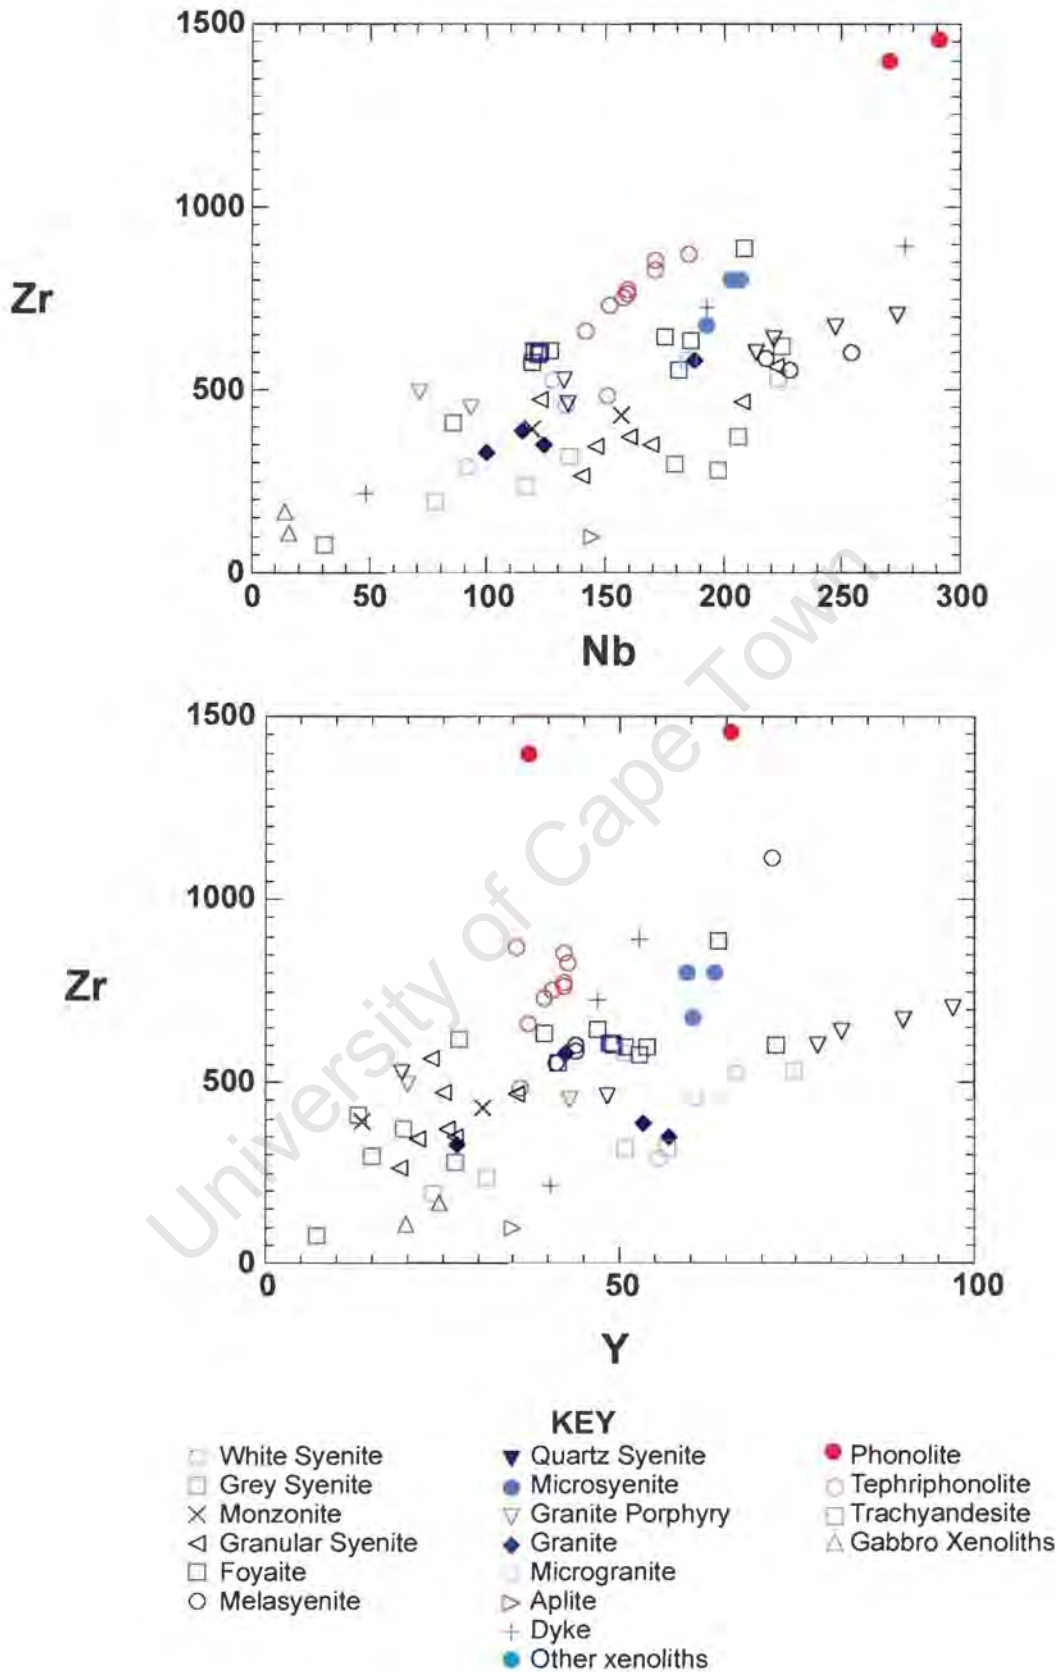 1500
1000
Zr
500
0
0 50 100 150 200 250 300
Nb
1500
1000
Zr
500
0
0 50 100
Y
University of Cape Town
KEY
White Syenite Quartz Syenite Phonolite
Grey Syenite Microsyenite Tephriphonolite
Monzonite Granite Porphyry Trachyandesite
Granular Syenite Granite Gabbro Xenoliths
Foyaite Microgranite
Melasyenite Aplite
Dyke
Other xenoliths